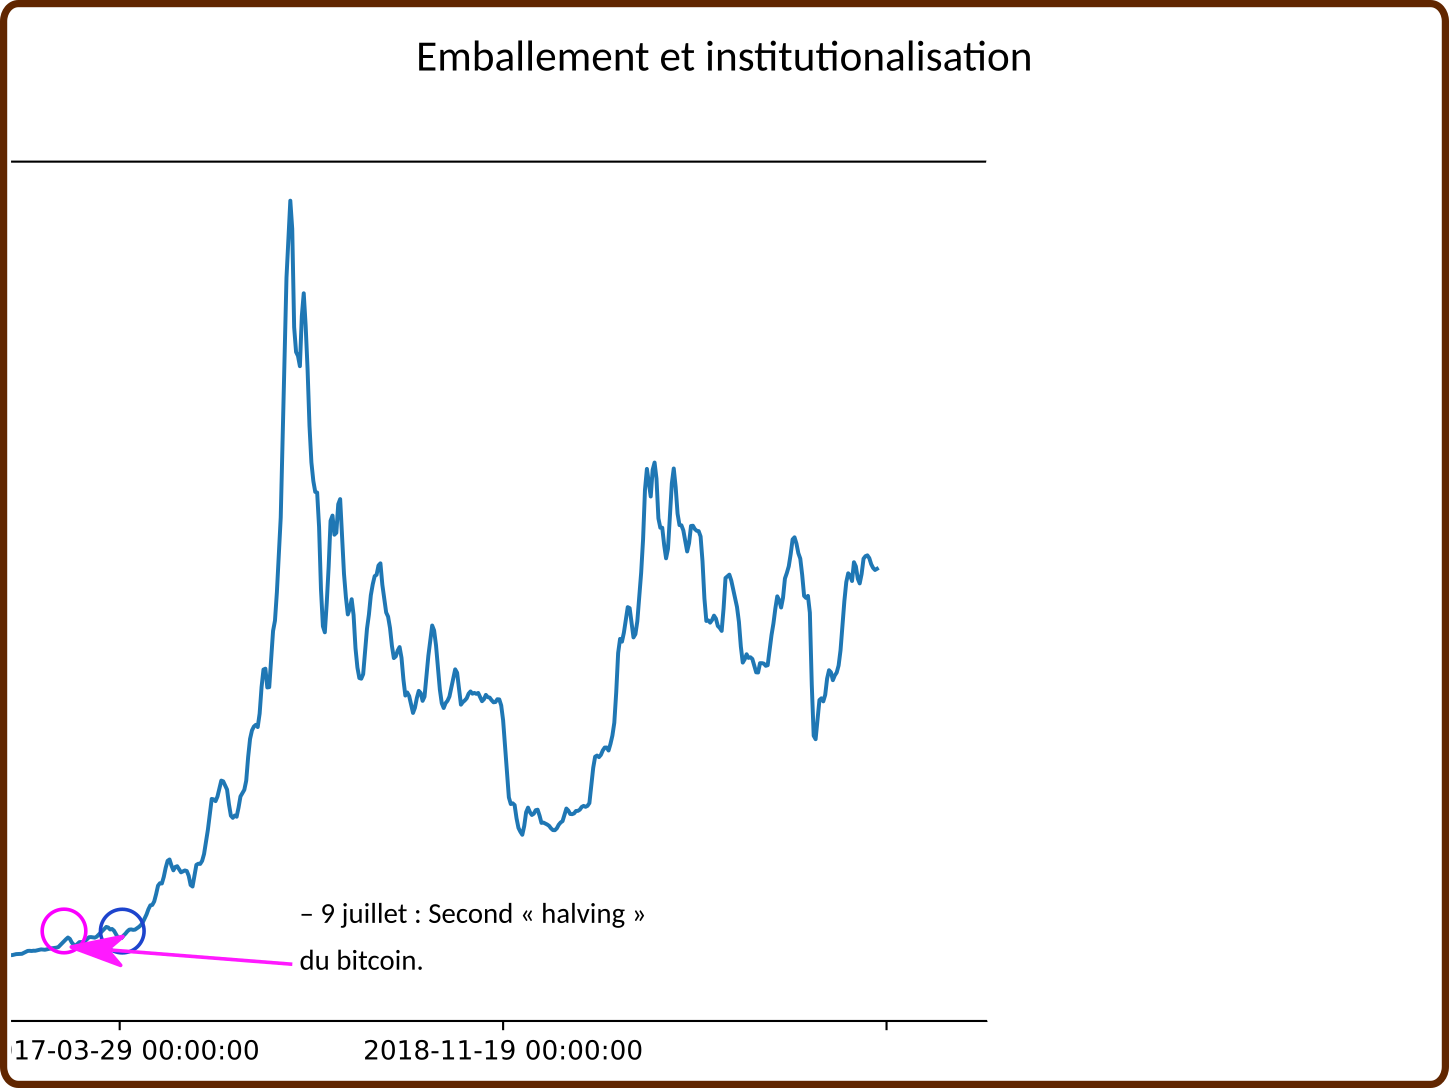 Emballement et institutionalisation
– 9 juillet : Second « halving »
du bitcoin.
17-03-29 00:00:00
2018-11-19 00:00:00